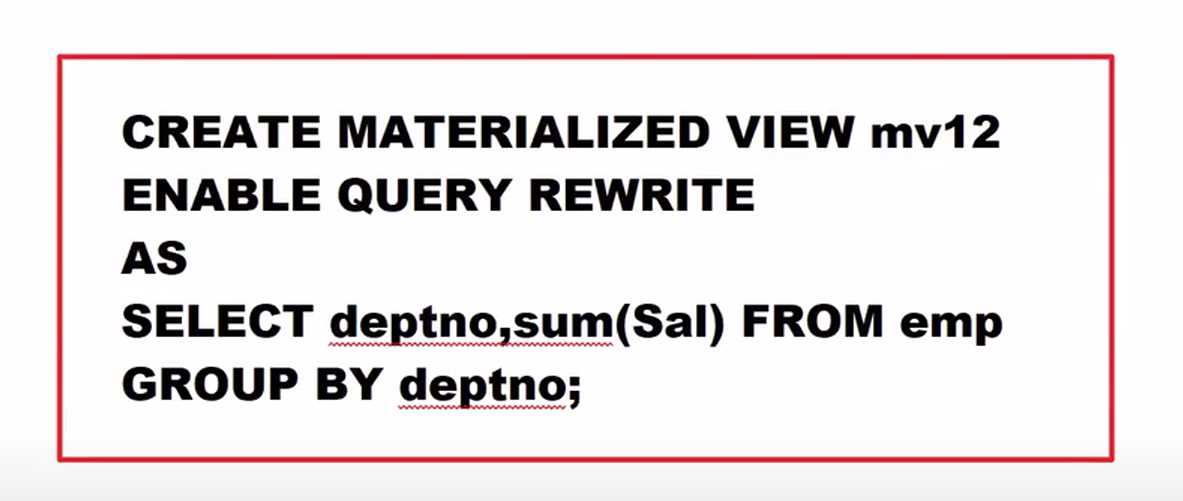 CREATE MATERIALIZED VIEW mv12
ENABLE QUERY REWRITE
AS
SELECT deptno,sum(Sal) FROM emp
GROUP BY deptno;